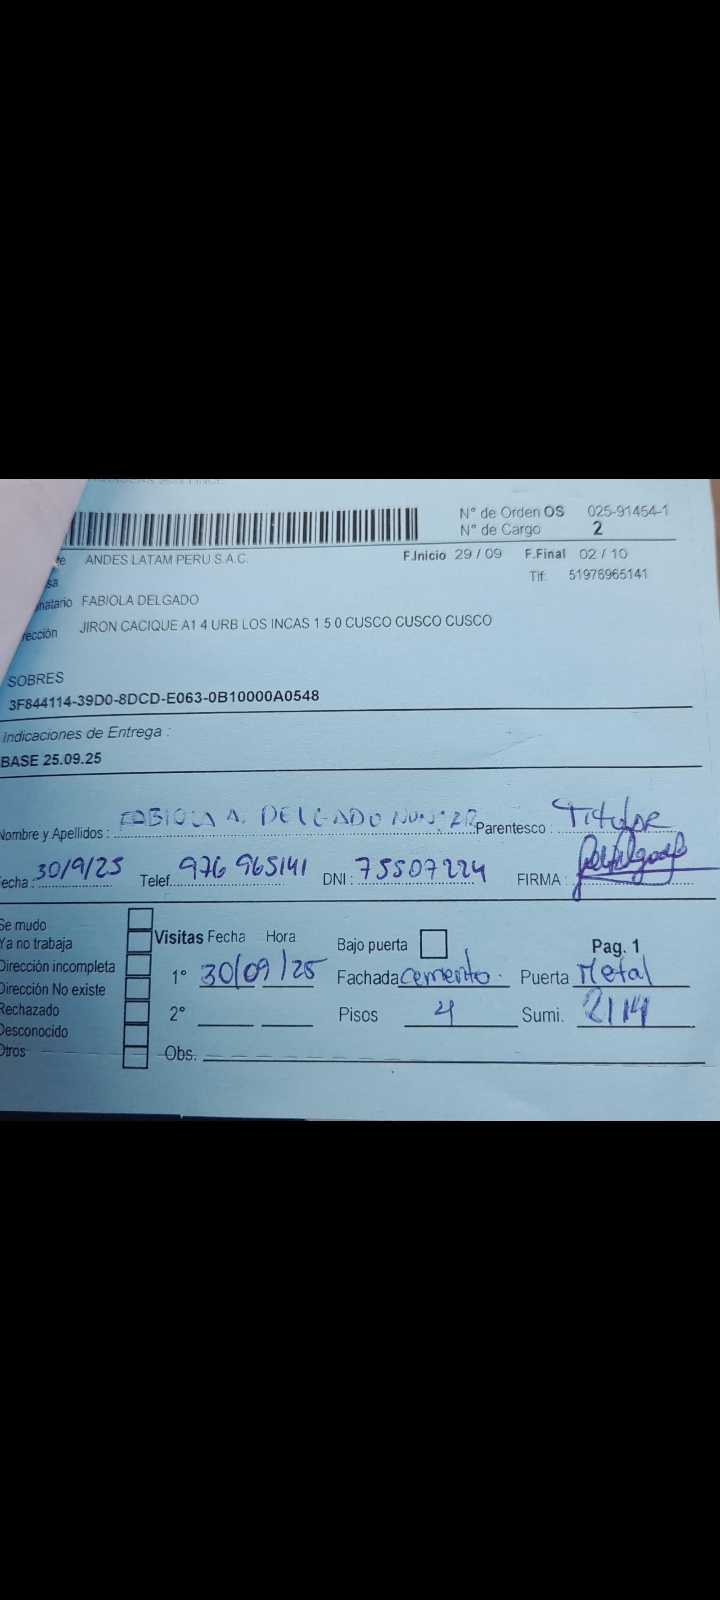 N° de Orden OS 025-91454-1
N° de Cargo 2
ANDES LATAM PERU S.A.C. F.Inicio 29 / 09 F.Final 02 / 10
Tlf: 51976965141
FABIOLA DELGADO
JIRON CACIQUE A1 4 URB LOS INCAS 1 5 0 CUSCO CUSCO CUSCO
SOBRES
3F844114-39D0-8DCD-E063-0B10000A0548
Indicaciones de Entrega :
BASE 25.09.25
Nombre y Apellidos : FABIOLA A. DELGADO Parentesco : Titular
Fecha : 30/9/25 Telef. 976 965141 DNI : 75507224 FIRMA :
Se mudo
Ya no trabaja
Dirección incompleta
Dirección No existe
Rechazado
Desconocido
Otros
Visitas Fecha Hora Bajo puerta Pag. 1
1° 30/09/25 Fachada cemento. Puerta Metal
2° Pisos 4 Sumi. 2114
Obs.